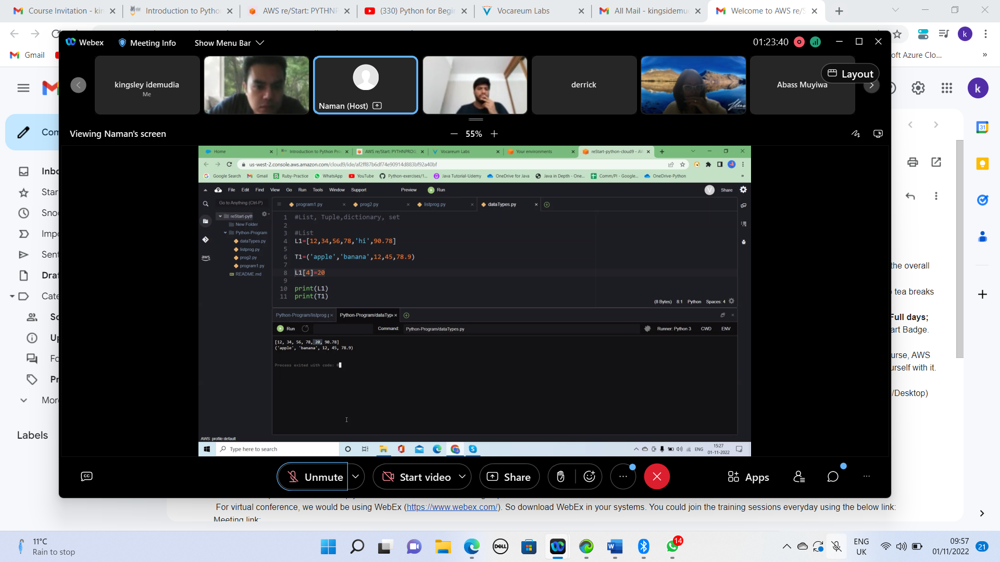 Course Invitation - kin
Introduction to Pytho
AWS re/Start: PYTHNP
(330) Python for Begin
Vocareum Labs
All Mail - kingsidemu
Welcome to AWS re/S
Gmail
oft Azure Clo...
Webex
Meeting Info
Show Menu Bar
01:23:40
kingsley idemudia
Me
Naman (Host)
derrick
Abass Muyiwa
Layout
k
Viewing Naman's screen
55%
Com
Inbo
Star
Snoo
Impo
Sent
Draf
Cate
So
Up
Fo
Pr
More
Labels
Home
Introduction to Python Pro
AWS re/Start: PYTHNPROG
Vocareum Labs
Your environments
reStart-python-cloud9 - AW
us-west-2.console.aws.amazon.com/cloud9/ide/af2ff87b6df74e90914d883bf92a40bf
Google Search
Gmail
Ruby-Practice
WhatsApp
YouTube
Python-exercises/1...
Java Tutorial-Udemy
OneDrive for Java
Java in Depth - One...
Comm/PI - Google...
OneDrive-Python
File Edit Find View Go Run Tools Window Support
Preview
Run
Share
Go to Anything (Ctrl-P)
reStart-pyth
New Folder
Python-Program
dataTypes.py
listprog.py
prog2.py
program1.py
README.md
aws
program1.py
prog2.py
listprog.py
dataTypes.py
1 #List, Tuple,dictionary, set
2
3 #List
4 L1=[12,34,56,78,'hi',90.78]
5
6 T1=('apple','banana',12,45,78.9)
7
8 L1[4]=20
9
10 print(L1)
11 print(T1)
(8 Bytes) 8:1 Python Spaces: 4
Python-Program/listprog.p
Python-Program/dataType
Run
Command:
Python-Program/dataTypes.py
Runner: Python 3
CWD
ENV
[12, 34, 56, 78, 20, 90.78]
('apple', 'banana', 12, 45, 78.9)
Process exited with code:
AWS: profile:default
Type here to search
ENG
15:27
01-11-2022
the overall
tea breaks
Full days;
art Badge.
urse, AWS
urself with it.
/Desktop)
31
CC
Unmute
Start video
Share
Apps
For virtual conference, we would be using WebEx (https://www.webex.com/). So download WebEx in your systems. You could join the training sessions everyday using the below link:
Meeting link:
11°C
Rain to stop
DELL
14
ENG
UK
09:57
01/11/2022
21